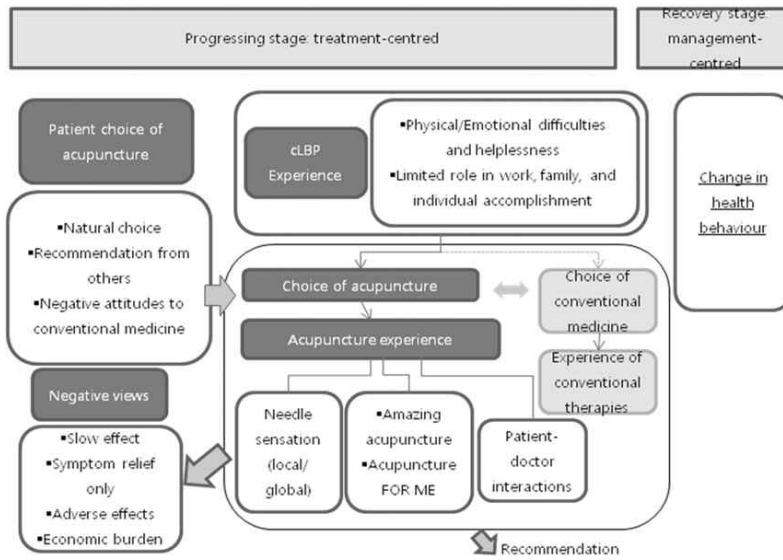 Progressing stage: treatment-centred
Recovery stage:
management-
centred
Patient choice of
acupuncture
▪Natural choice
▪Recommendation from
others
▪Negative attitudes to
conventional medicine
Negative views
▪Slow effect
▪Symptom relief
only
▪Adverse effects
▪Economic burden
cLBP
Experience
▪Physical/Emotional difficulties
and helplessness
▪Limited role in work, family, and
individual accomplishment
Choice of acupuncture
Choice of
conventional
medicine
Acupuncture experience
Experience of
conventional
therapies
Needle
sensation
(local/
global)
▪Amazing
acupuncture
▪Acupuncture
FOR ME
Patient-
doctor
interactions
Recommendation
Change in
health
behaviour